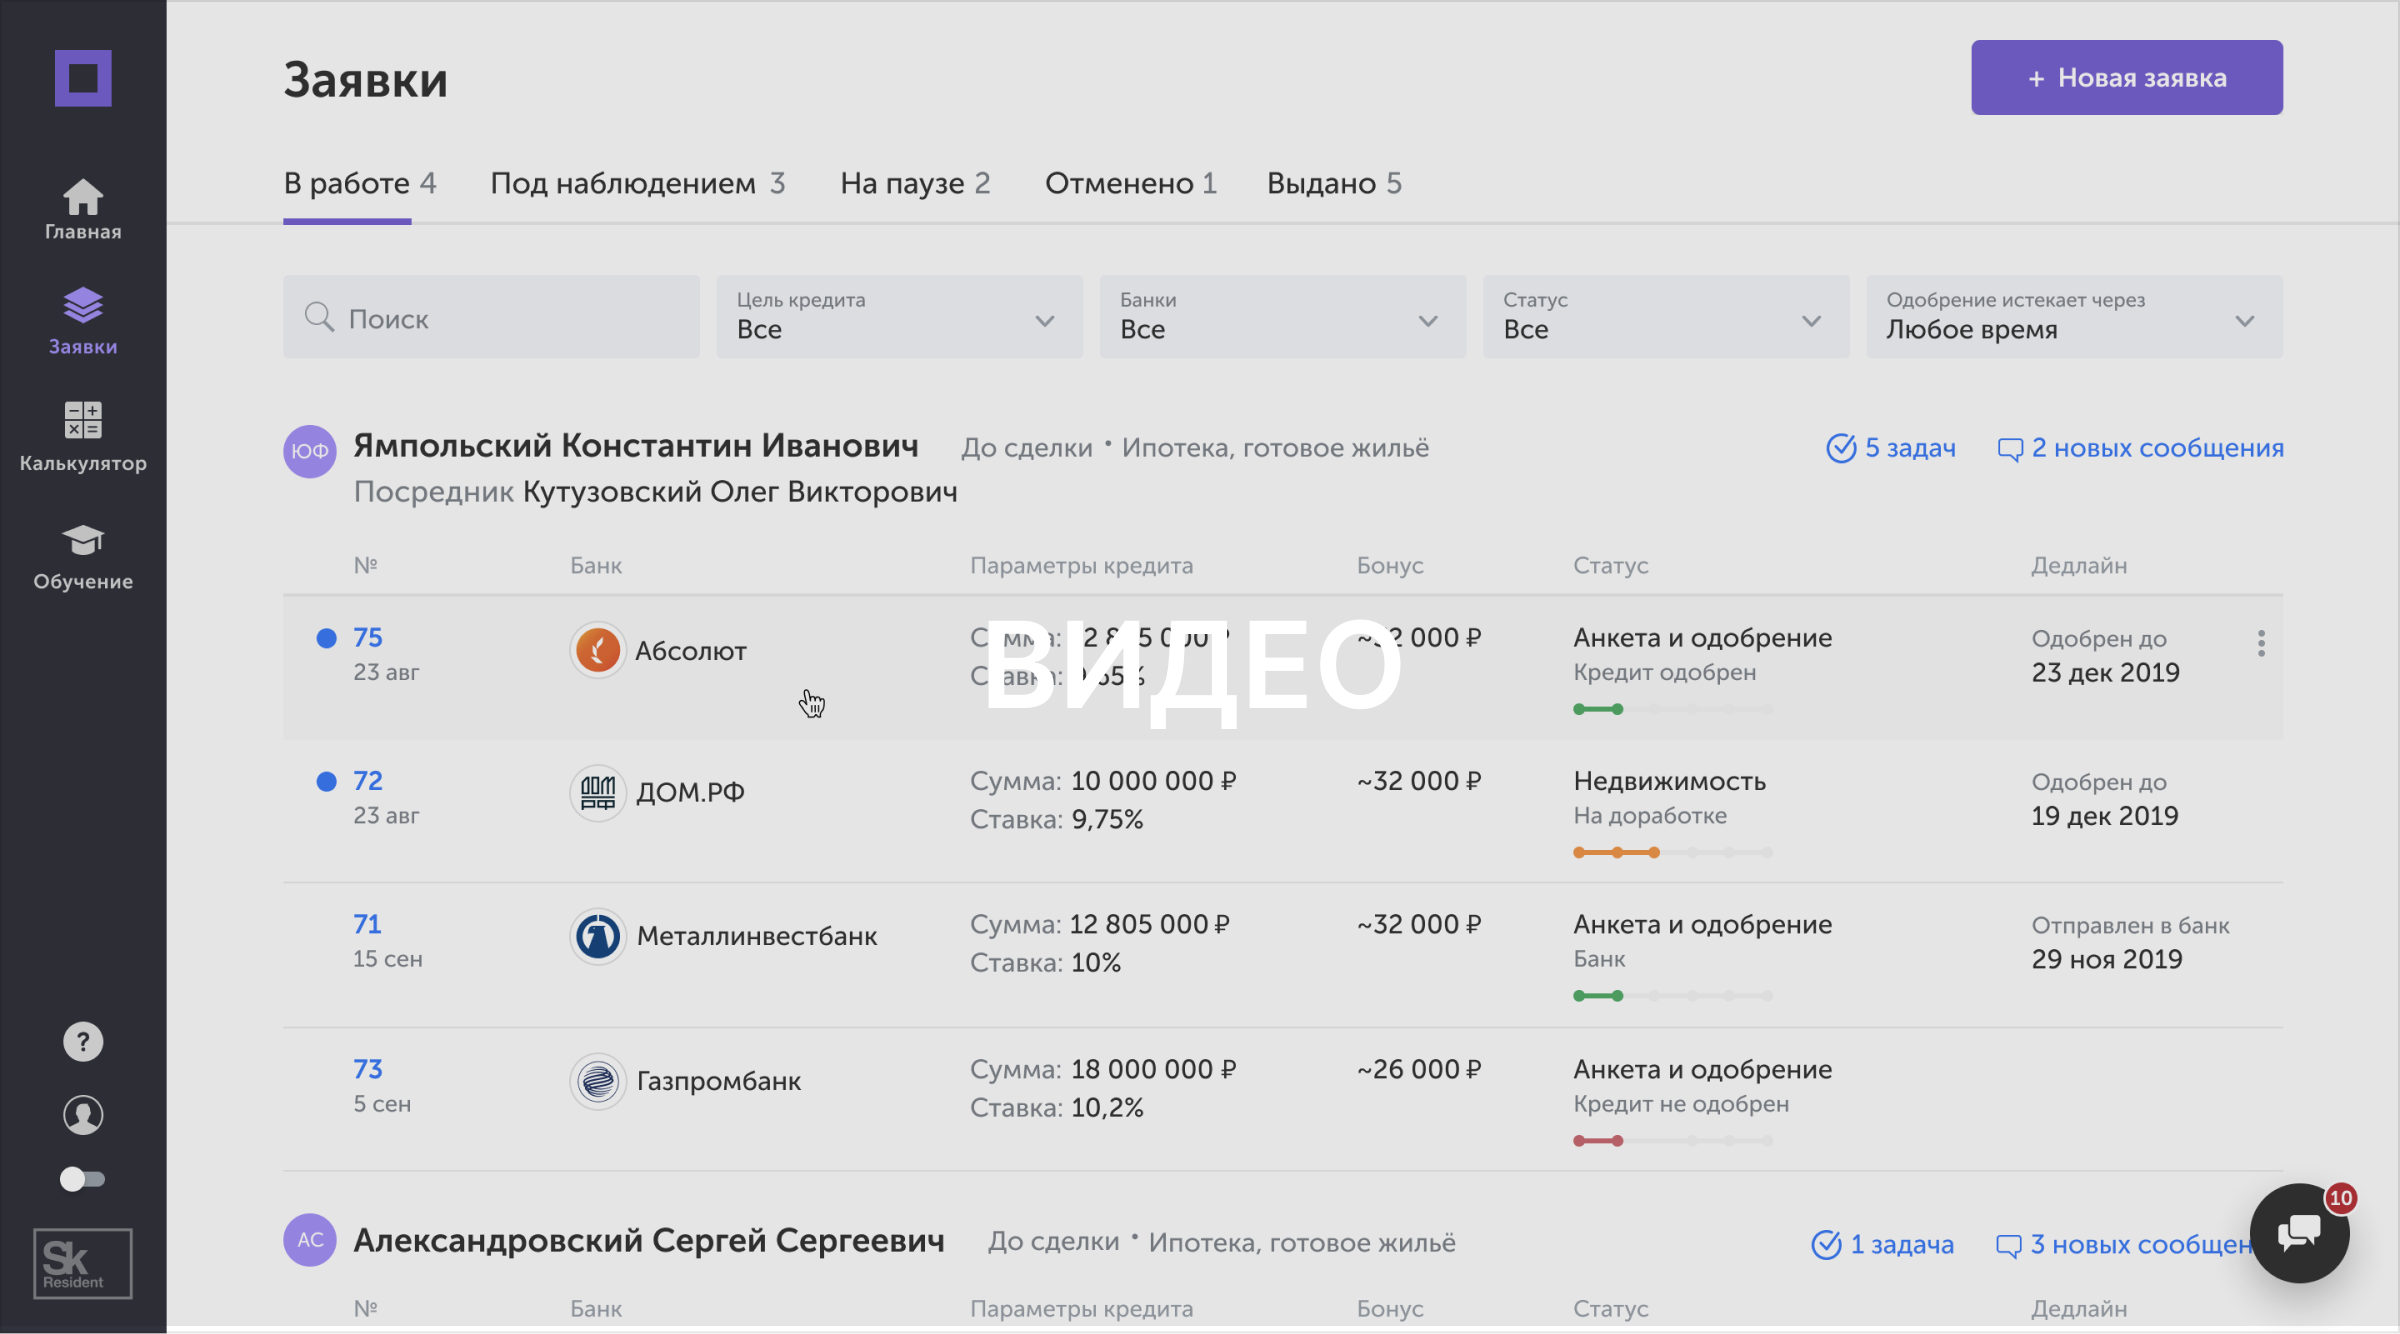 Заявки
+ Новая заявка
В работе 4
Под наблюдением 3
На паузе 2
Отменено 1
Выдано 5
Главная
Заявки
Калькулятор
Обучение
Поиск
Цель кредита
Все
Банки
Все
Статус
Все
Одобрение истекает через
Любое время
ЮФ
Ямпольский Константин Иванович
До сделки • Ипотека, готовое жильё
5 задач
2 новых сообщения
Посредник Кутузовский Олег Викторович
№ Банк Параметры кредита Бонус Статус Дедлайн
75
23 авг
Абсолют
ВИДЕО
Анкета и одобрение
Кредит одобрен
Одобрен до
23 дек 2019
72
23 авг
ДОМ.РФ
ДОМ.РФ
Сумма: 10 000 000 ₽
Ставка: 9,75%
~32 000 ₽
Недвижимость
На доработке
Одобрен до
19 дек 2019
71
15 сен
Металлинвестбанк
Сумма: 12 805 000 ₽
Ставка: 10%
~32 000 ₽
Анкета и одобрение
Банк
Отправлен в банк
29 ноя 2019
73
5 сен
Газпромбанк
Сумма: 18 000 000 ₽
Ставка: 10,2%
~26 000 ₽
Анкета и одобрение
Кредит не одобрен
?
Sk
Resident
АС
Александровский Сергей Сергеевич
До сделки • Ипотека, готовое жильё
1 задача
3 новых сообщен
10
№ Банк Параметры кредита Бонус Статус Дедлайн